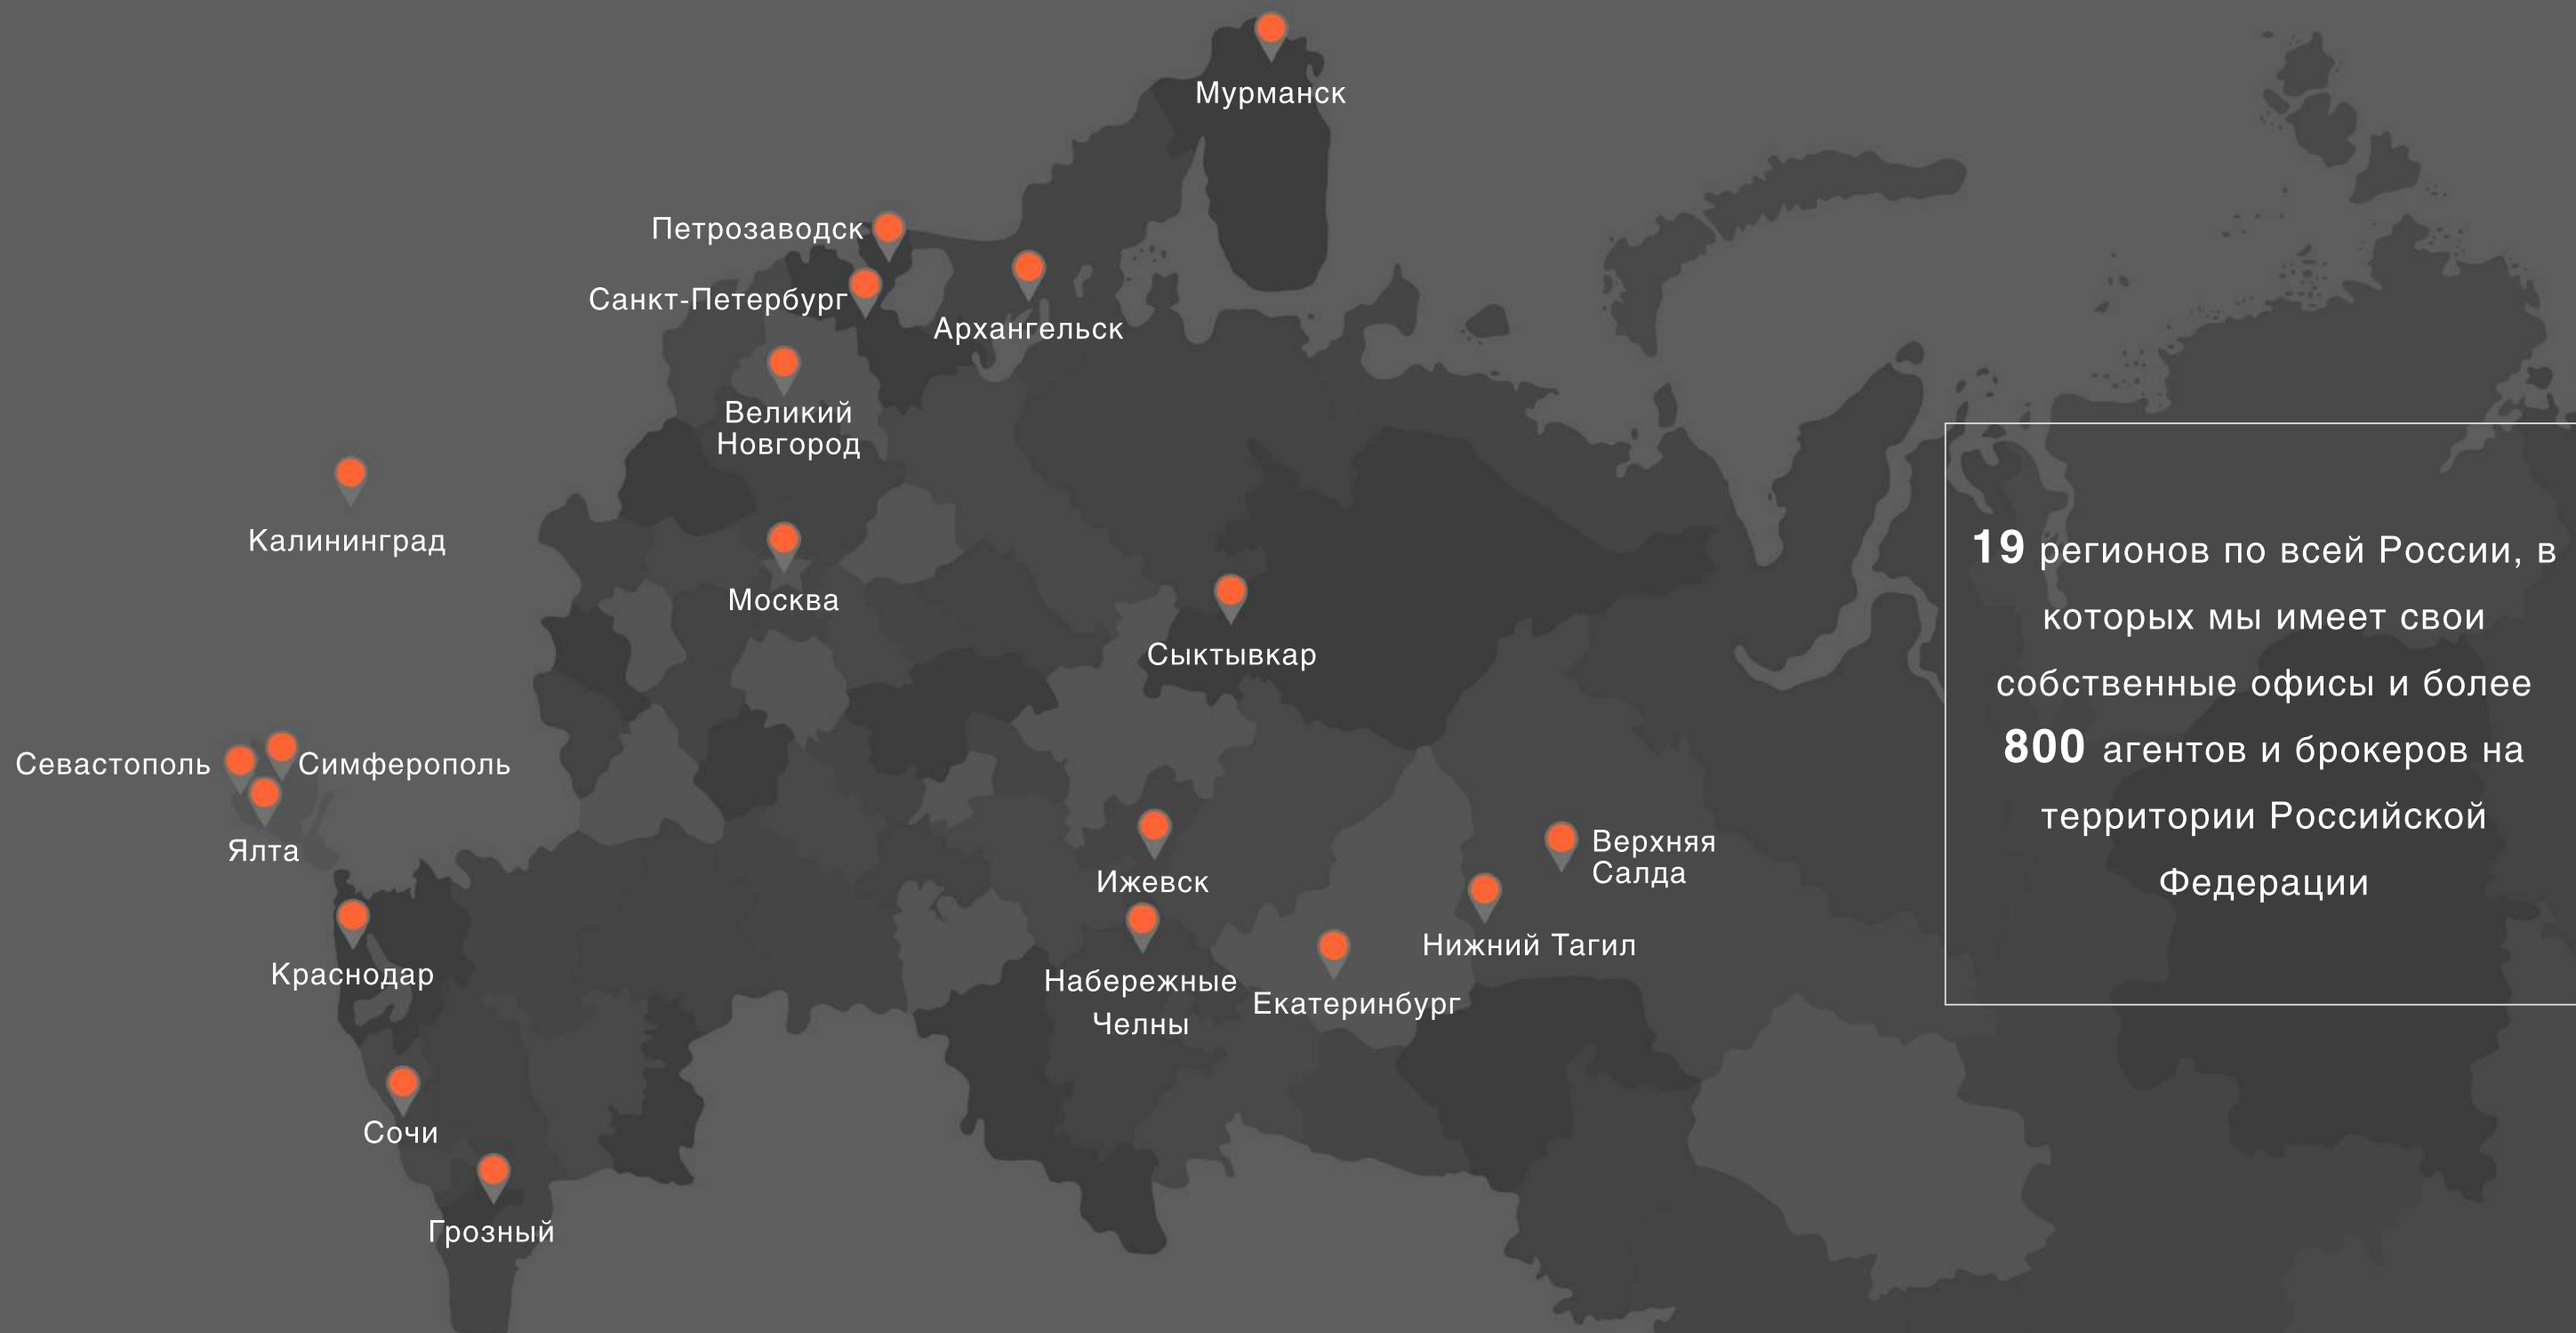 Мурманск
Петрозаводск
Санкт-Петербург
Архангельск
Великий
Новгород
Калининград
Москва
Сыктывкар
Севастополь
Симферополь
Ялта
Ижевск
Верхняя
Салда
Нижний Тагил
Набережные
Челны
Екатеринбург
Краснодар
Сочи
Грозный
19 регионов по всей России, в
которых мы имеет свои
собственные офисы и более
800 агентов и брокеров на
территории Российской
Федерации